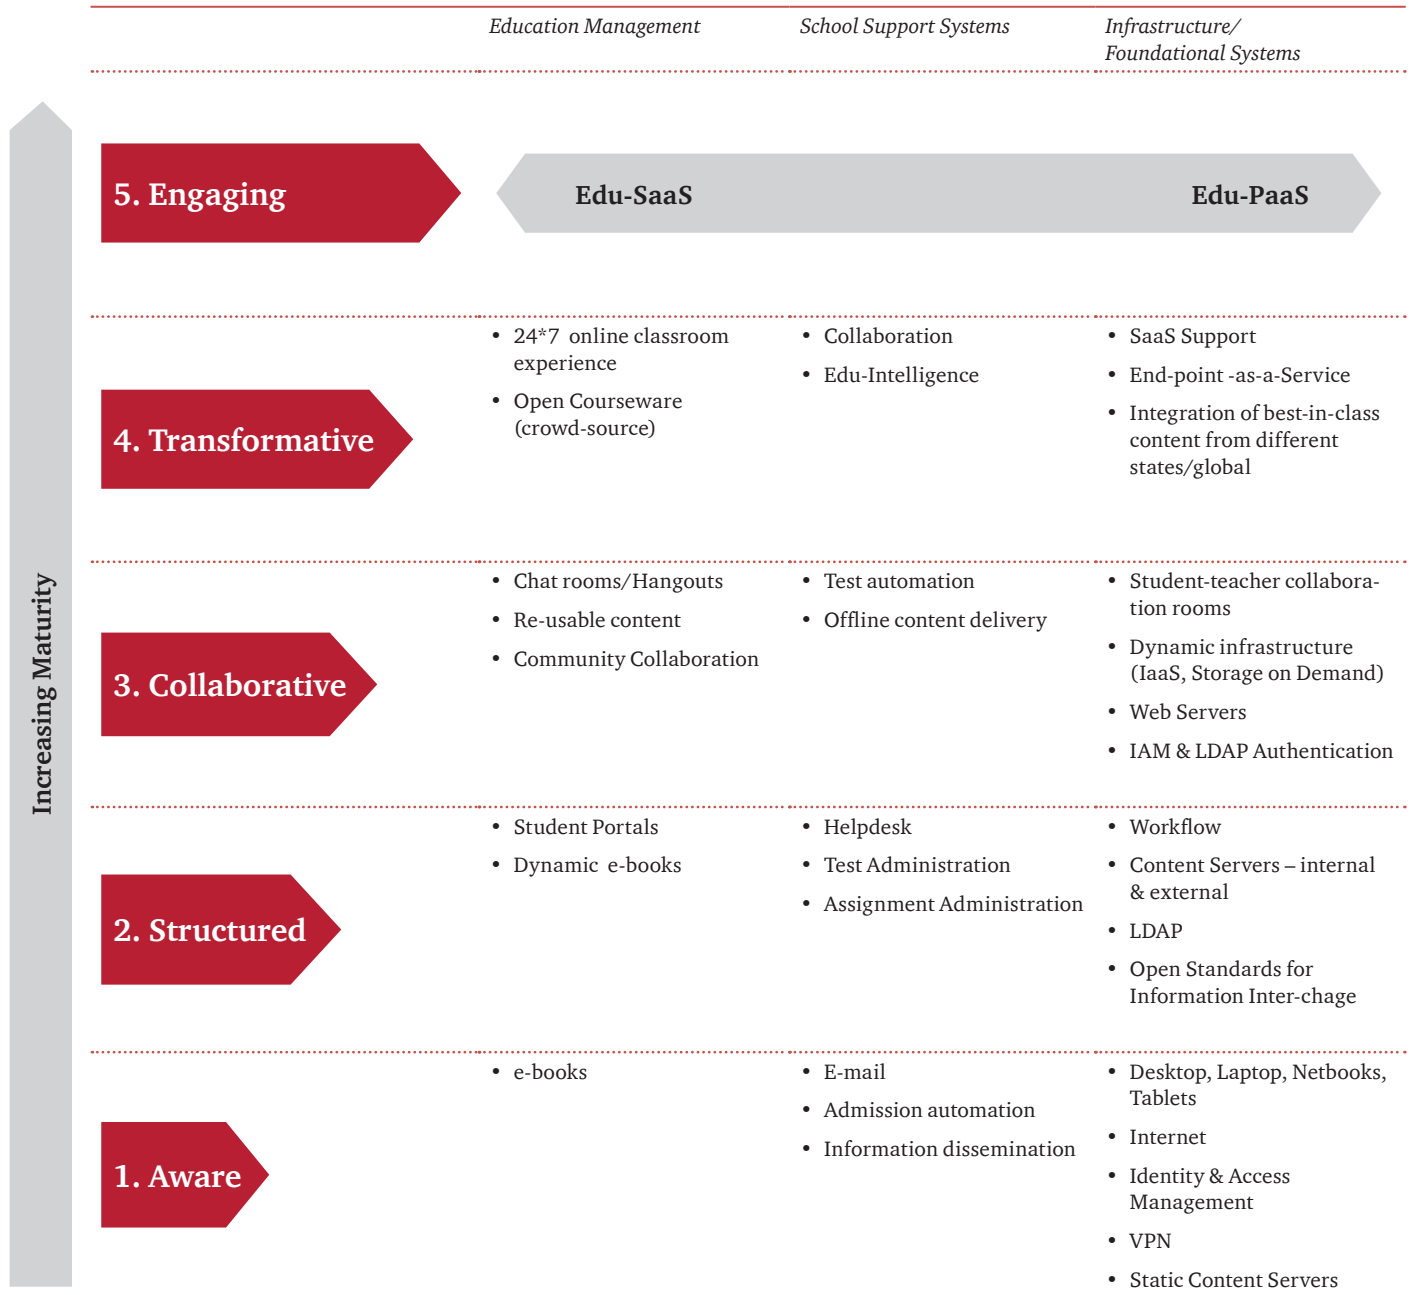 Education Management
School Support Systems
Infrastructure/
Foundational Systems
5. Engaging
Edu-SaaS
Edu-PaaS
4. Transformative
• 24*7 online classroom
experience
• Open Courseware
(crowd-source)
• Collaboration
• Edu-Intelligence
• SaaS Support
• End-point -as-a-Service
• Integration of best-in-class
content from different
states/global
3. Collaborative
• Chat rooms/Hangouts
• Re-usable content
• Community Collaboration
• Test automation
• Offline content delivery
• Student-teacher collabora-
tion rooms
• Dynamic infrastructure
(IaaS, Storage on Demand)
• Web Servers
• IAM & LDAP Authentication
2. Structured
• Student Portals
• Dynamic e-books
• Helpdesk
• Test Administration
• Assignment Administration
• Workflow
• Content Servers – internal
& external
• LDAP
• Open Standards for
Information Inter-chage
1. Aware
• e-books
• E-mail
• Admission automation
• Information dissemination
• Desktop, Laptop, Netbooks,
Tablets
• Internet
• Identity & Access
Management
• VPN
• Static Content Servers
Increasing Maturity